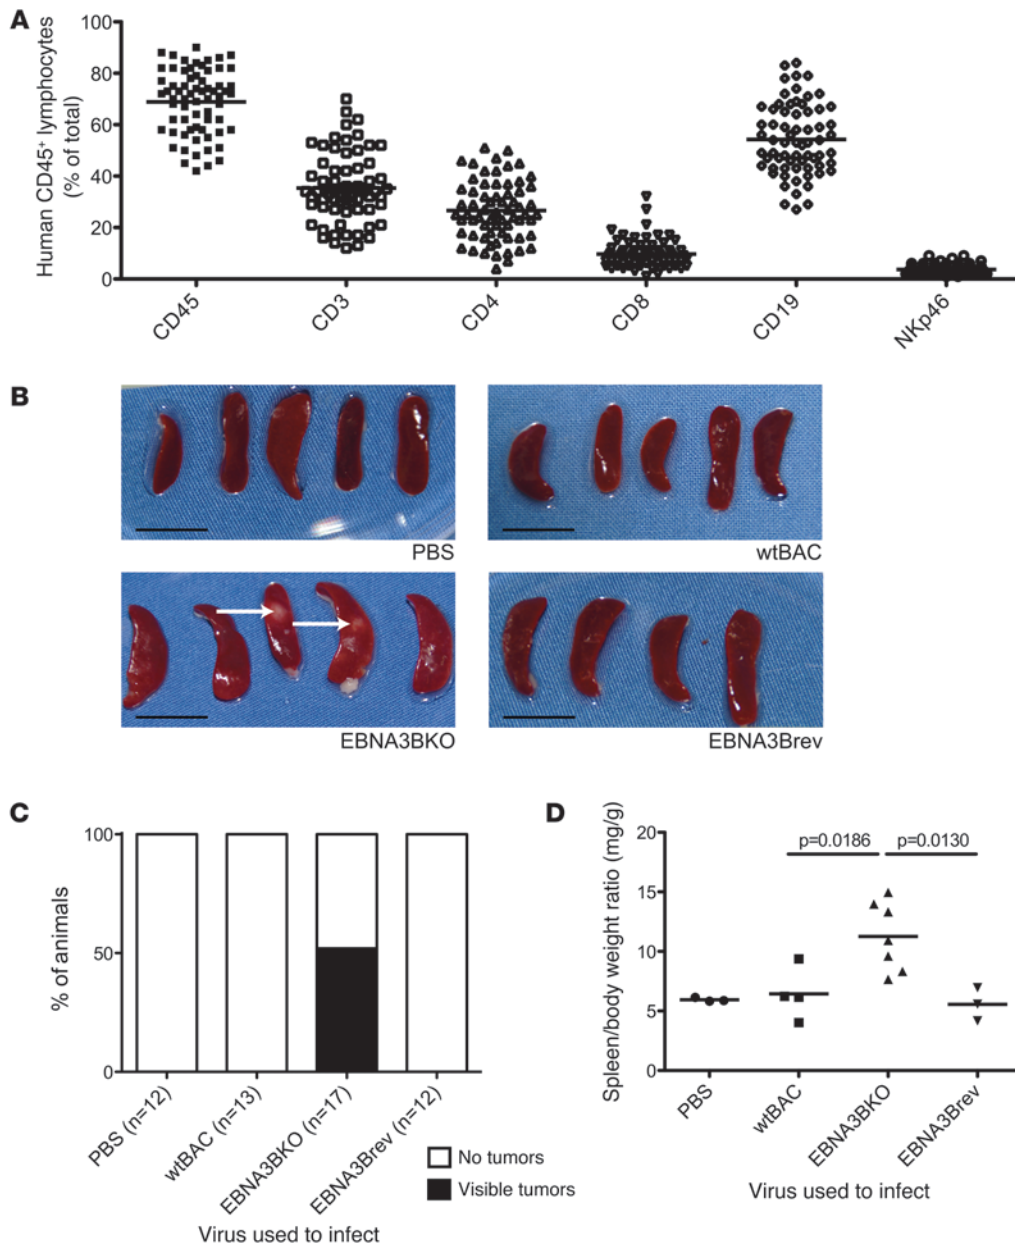 A
Human CD45+ lymphocytes
(% of total)
100
80
60
40
20
0
CD45
CD3
CD4
CD8
CD19
NKp46
B
PBS
wtBAC
EBNA3BKO
EBNA3Brev
C
% of animals
100
50
0
PBS (n=12)
wtBAC (n=13)
EBNA3BKO (n=17)
EBNA3Brev (n=12)
Virus used to infect
No tumors
Visible tumors
D
Spleen/body weight ratio (mg/g)
20
15
10
5
0
p=0.0186
p=0.0130
PBS
wtBAC
EBNA3BKO
EBNA3Brev
Virus used to infect